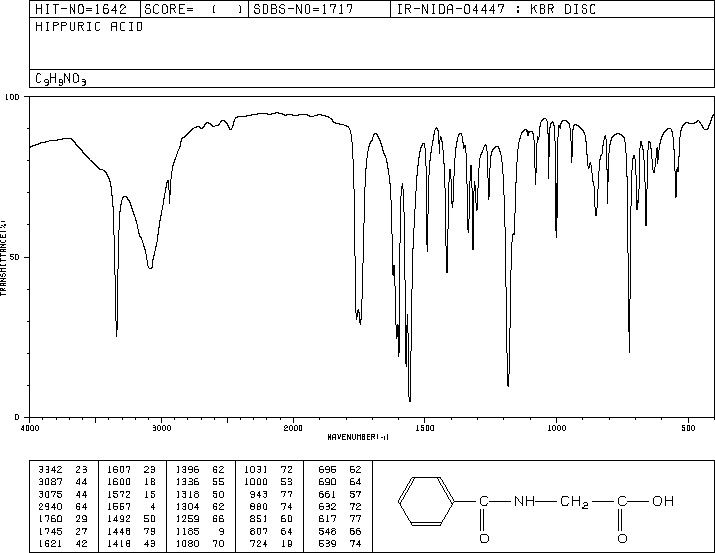 HIT-NO=1642 SCORE= ( ) SDBS-NO=1717 IR-NIDA-04447 : KBR DISC
HIPPURIC ACID
C9H9NO3
100
50
0
TRANSMITTANCE(%)
4000 3000 2000 1500 1000 500
WAVENUMBER(-1)
3342 23 1607 23 1396 62 1031 72 695 62
3087 44 1600 18 1336 55 1000 53 690 64
3075 44 1572 15 1318 50 943 77 661 57
2940 64 1557 4 1304 62 880 74 632 72
1760 29 1492 50 1259 66 851 60 617 77
1745 27 1448 79 1185 9 807 64 548 66
1621 42 1418 43 1080 70 724 19 539 74
C NH CH2 C OH
O O